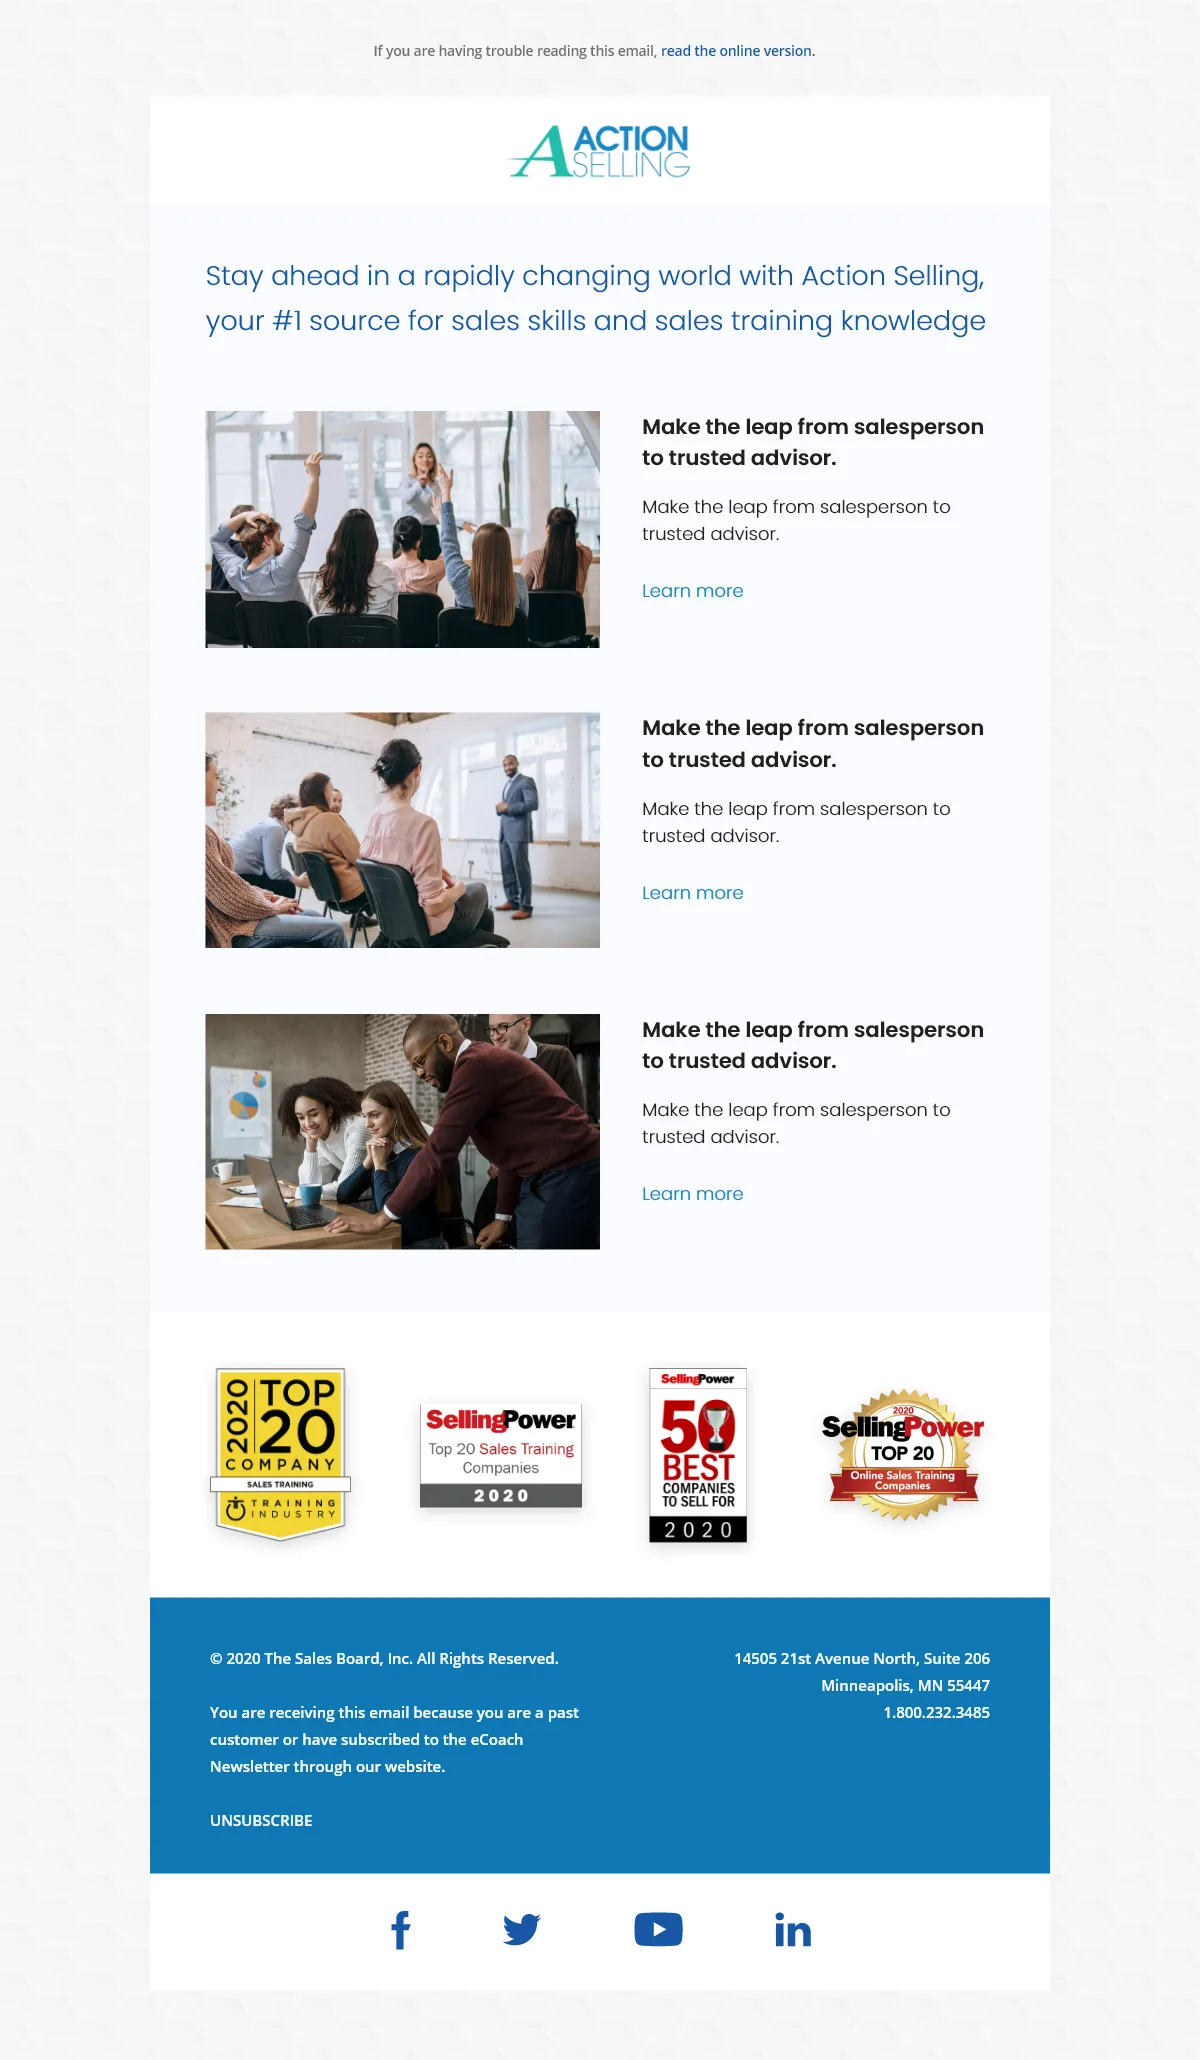 If you are having trouble reading this email, read the online version.
ACTION
SELLING
Stay ahead in a rapidly changing world with Action Selling,
your #1 source for sales skills and sales training knowledge
Make the leap from salesperson
to trusted advisor.
Make the leap from salesperson to
trusted advisor.
Learn more
Make the leap from salesperson
to trusted advisor.
Make the leap from salesperson to
trusted advisor.
Learn more
Make the leap from salesperson
to trusted advisor.
Make the leap from salesperson to
trusted advisor.
Learn more
2020
TOP
20
COMPANY
SALES TRAINING
TRAINING
INDUSTRY
SellingPower
Top 20 Sales Training
Companies
2020
SellingPower
50
BEST
COMPANIES
TO SELL FOR
2020
2020
SellingPower
TOP 20
Online Sales Training
Companies
© 2020 The Sales Board, Inc. All Rights Reserved.
You are receiving this email because you are a past
customer or have subscribed to the eCoach
Newsletter through our website.
UNSUBSCRIBE
14505 21st Avenue North, Suite 206
Minneapolis, MN 55447
1.800.232.3485